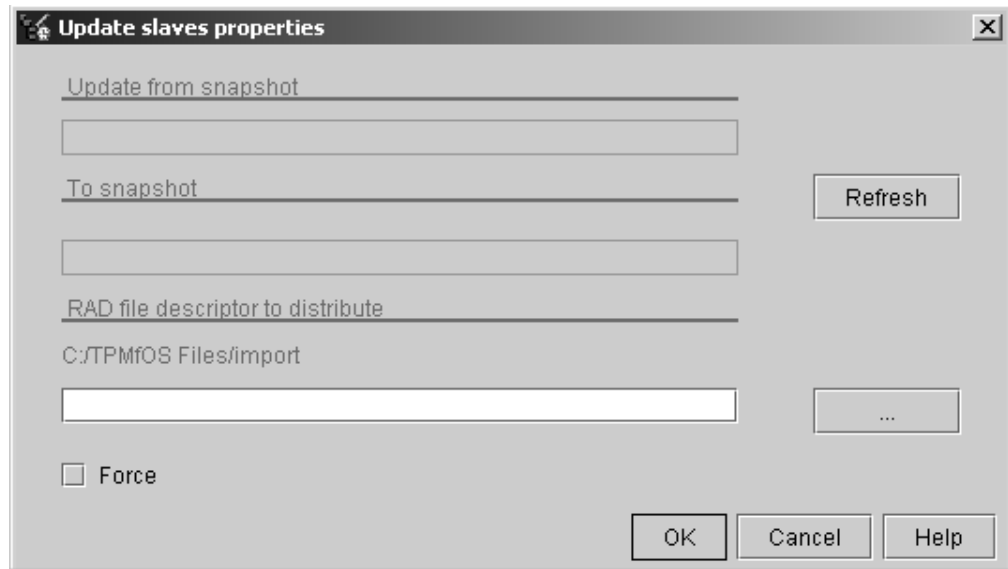 Update slaves properties
Update from snapshot
To snapshot
Refresh
RAD file descriptor to distribute
C:/TPMfOS Files/import
...
Force
OK
Cancel
Help